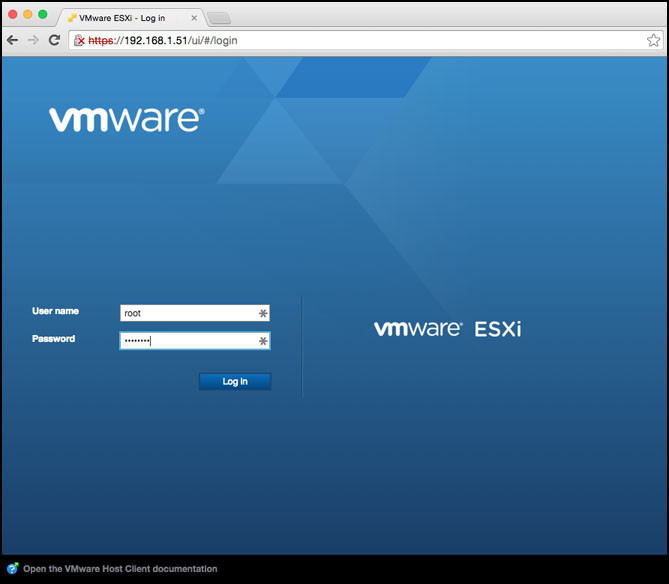 VMware ESXi - Log in
https://192.168.1.51/ui/#/login
vmware®
User name
root
Password
••••••••
vmware® ESXi
Log in
Open the VMware Host Client documentation